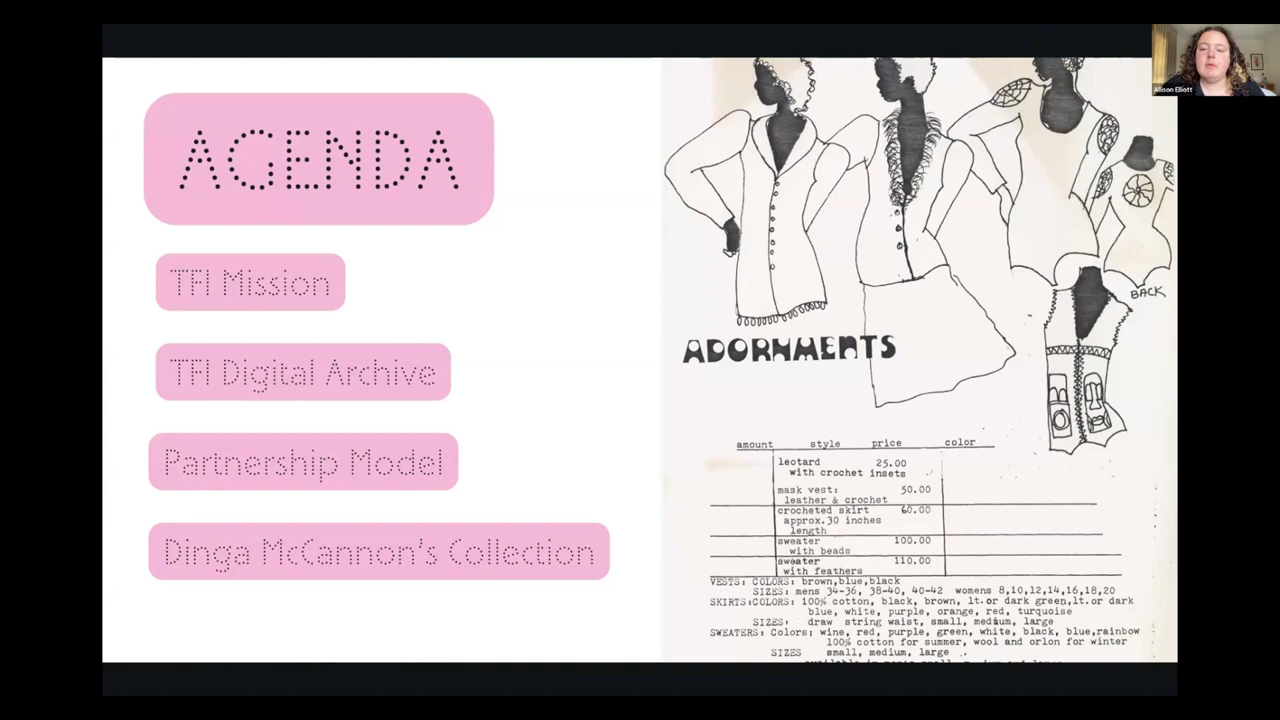 AGENDA
TFI Mission
TFI Digital Archive
Partnership Model
Dinga McCannon's Collection
Allison Elliott
BACK
ADORNMENTS
amount style price color
leotard 25.00
with crochet insets
mask vest: 50.00
leather & crochet
crocheted skirt 60.00
approx.30 inches
length
sweater 100.00
with beads
sweater 110.00
with feathers
VESTS: COLORS: brown,blue,black
SIZES: mens 34-36, 38-40, 40-42 womens 8,10,12,14,16,18,20
SKIRTS:COLORS: 100% cotton, black, brown, lt.or dark green,lt.or dark
blue, white, purple, orange, red, turquoise
SIZES: draw string waist, small, medium, large
SWEATERS: Colors: wine, red, purple, green, white, black, blue,rainbow
100% cotton for summer, wool and orlon for winter
SIZES small, medium, large